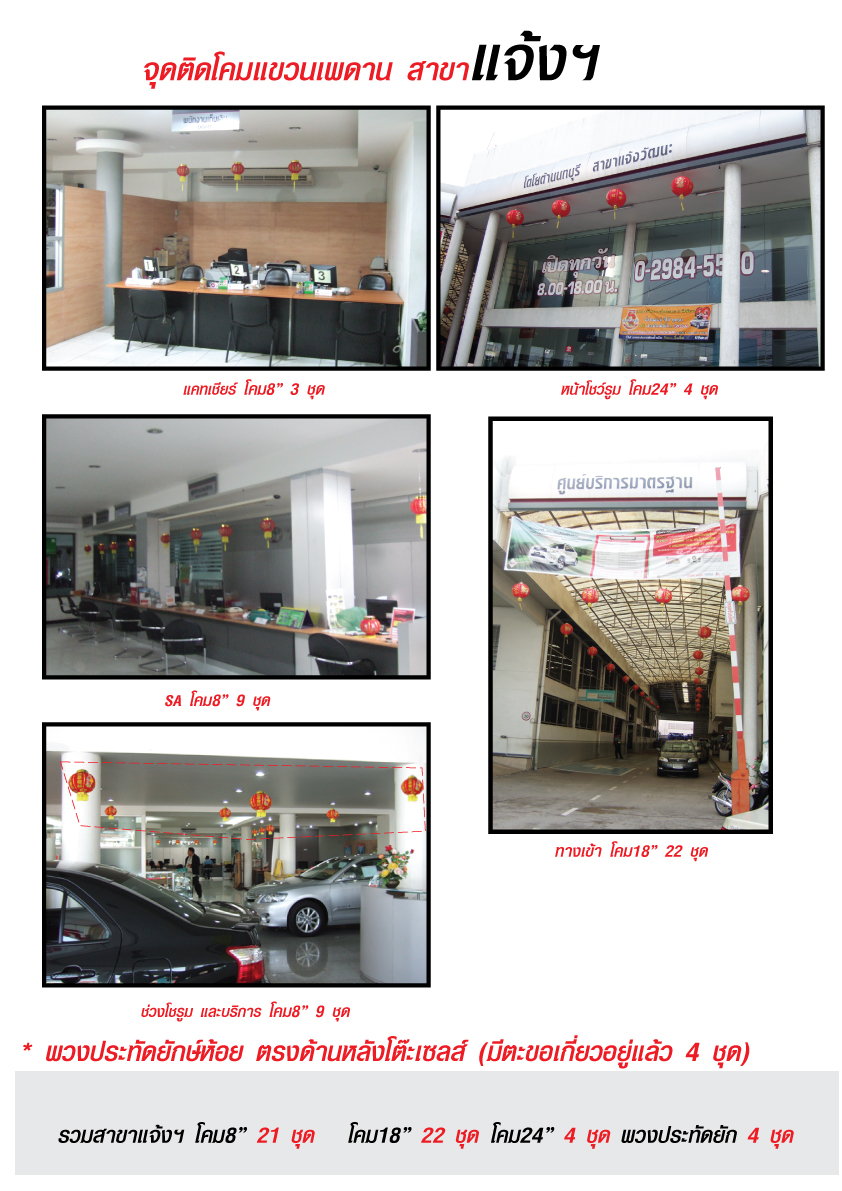 จุดติดโคมแขวนเพดาน สาขาแจ้งฯ
1
2
3
แคทเชียร์ โคม8” 3 ชุด
โตโยต้านนทบุรี สาขาแจ้งวัฒนะ
เปิดทุกวัน
8.00-18.00 น.
0-2984-55
หน้าโชว์รูม โคม24” 4 ชุด
SA โคม8” 9 ชุด
ศูนย์บริการมาตรฐาน
ทางเข้า โคม18” 22 ชุด
ช่วงโชรูม และบริการ โคม8” 9 ชุด
* พวงประทัดยักษ์ห้อย ตรงด้านหลังโต๊ะเซลส์ (มีตะขอเกี่ยวอยู่แล้ว 4 ชุด)
รวมสาขาแจ้งฯ โคม8” 21 ชุด โคม18” 22 ชุด โคม24” 4 ชุด พวงประทัดยัก 4 ชุด